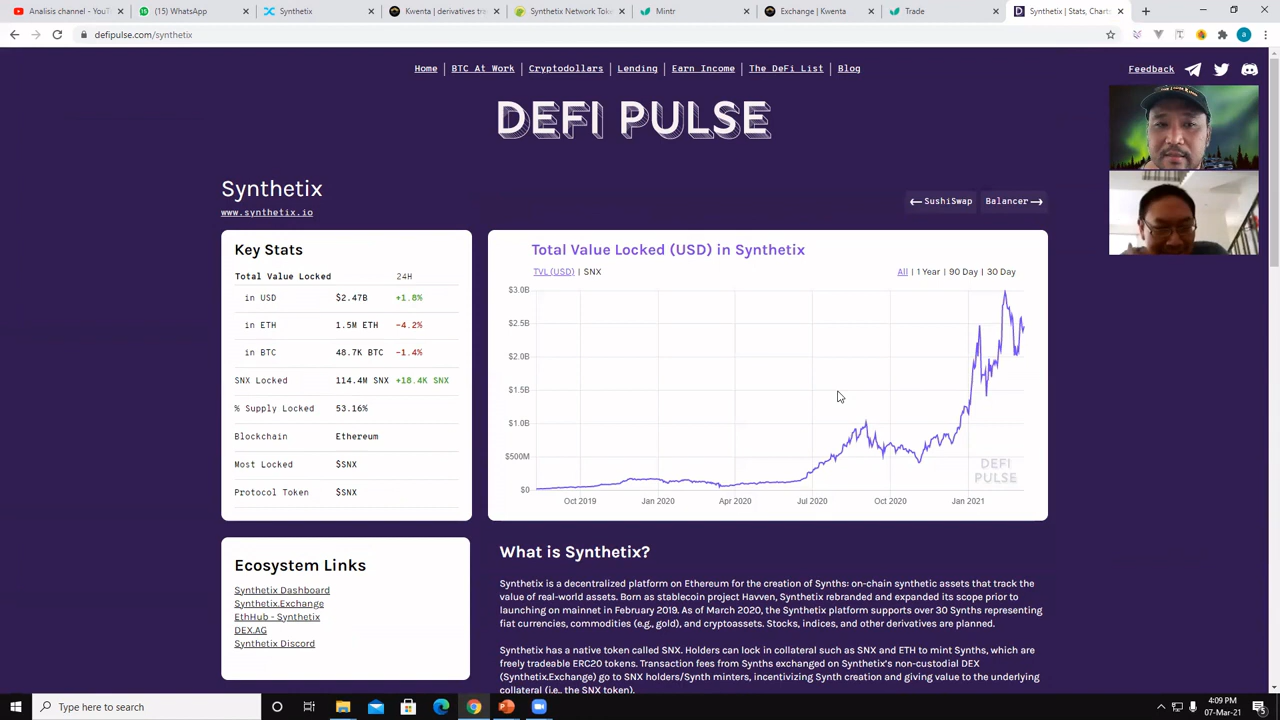 Analysis channel - You
(15) WhatsApp
Synthetix
Kwenta derivatives tre
Synthetix Network Tok
Mintr
Exchange | Kwenta
Trade
Synthetix | Stats, Chart
defipulse.com/synthetix
Home | BTC At Work | Cryptodollars | Lending | Earn Income | The DeFi List | Blog
Feedback
DEFI PULSE
Synthetix
www.synthetix.io
SushiSwap
Balancer
Key Stats
Total Value Locked 24H
in USD $2.47B +1.8%
in ETH 1.5M ETH −4.2%
in BTC 48.7K BTC −1.4%
SNX Locked 114.4M SNX +18.4K SNX
% Supply Locked 53.16%
Blockchain Ethereum
Most Locked $SNX
Protocol Token $SNX
Total Value Locked (USD) in Synthetix
TVL (USD) | SNX
All | 1 Year | 90 Day | 30 Day
$3.0B
$2.5B
$2.0B
$1.5B
$1.0B
$500M
$0
Oct 2019 Jan 2020 Apr 2020 Jul 2020 Oct 2020 Jan 2021
DEFI
PULSE
Ecosystem Links
Synthetix Dashboard
Synthetix.Exchange
EthHub - Synthetix
DEX.AG
Synthetix Discord
What is Synthetix?
Synthetix is a decentralized platform on Ethereum for the creation of Synths: on-chain synthetic assets that track the
value of real-world assets. Born as stablecoin project Havven, Synthetix rebranded and expanded its scope prior to
launching on mainnet in February 2019. As of March 2020, the Synthetix platform supports over 30 Synths representing
fiat currencies, commodities (e.g., gold), and cryptoassets. Stocks, indices, and other derivatives are planned.
Synthetix has a native token called SNX. Holders can lock in collateral such as SNX and ETH to mint Synths, which are
freely tradeable ERC20 tokens. Transaction fees from Synths exchanged on Synthetix's non-custodial DEX
(Synthetix.Exchange) go to SNX holders/Synth minters, incentivizing Synth creation and giving value to the underlying
collateral (i.e., the SNX token).
Type here to search
4:09 PM
07-Mar-21